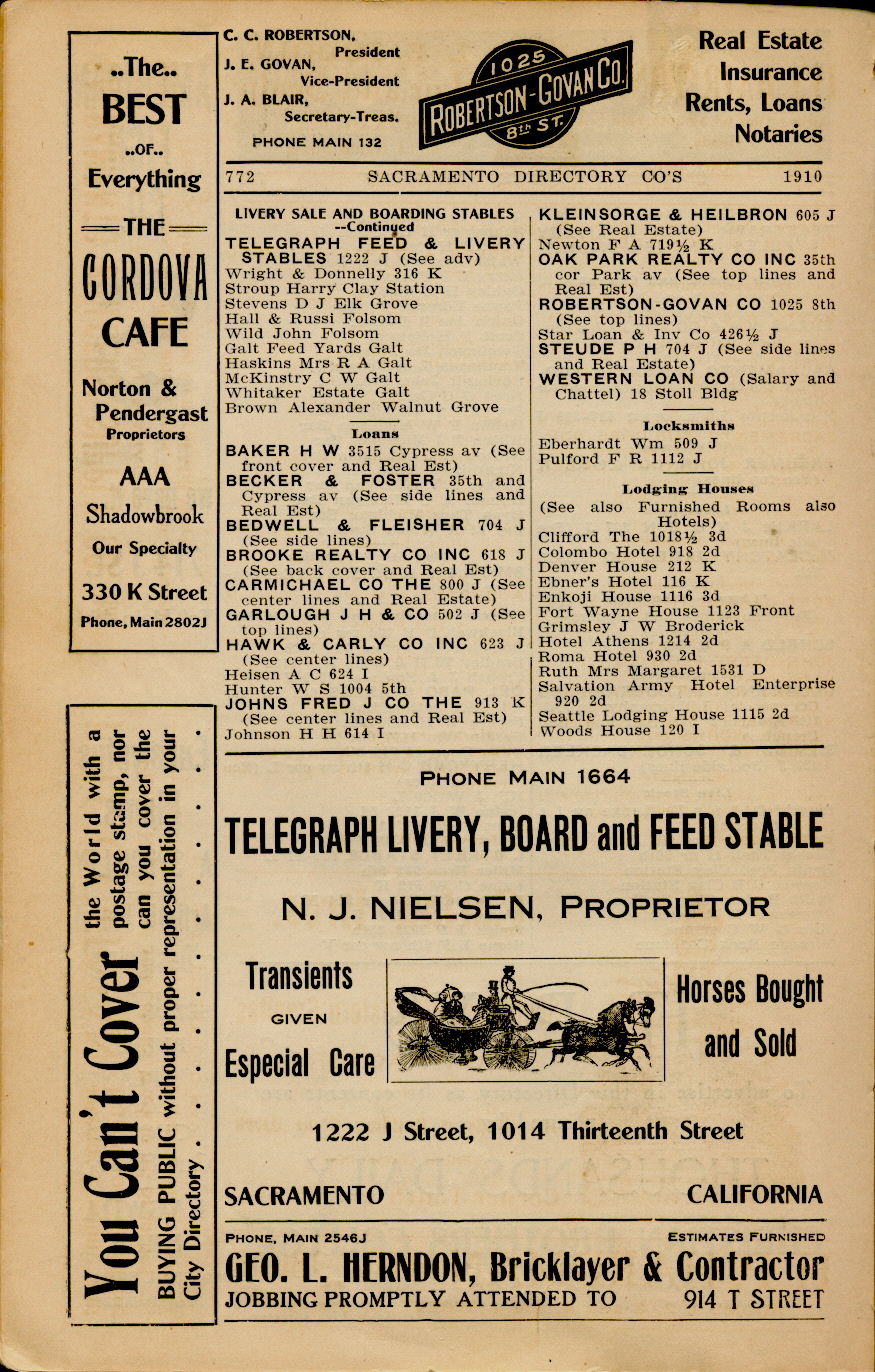 ..The..
BEST
..OF..
Everything
THE
CORDOVA
CAFE
Norton &
Pendergast
Proprietors
AAA
Shadowbrook
Our Specialty
330 K Street
Phone, Main 2802J
You Can't Cover
the World with a
postage stamp, nor
can you cover the
BUYING PUBLIC without proper representation in your
City Directory . . . . . . . . . .
C. C. ROBERTSON,
President
J. E. GOVAN,
Vice-President
J. A. BLAIR,
Secretary-Treas.
PHONE MAIN 132
1025
ROBERTSON-GOVAN CO.
8th ST.
Real Estate
Insurance
Rents, Loans
Notaries
772 SACRAMENTO DIRECTORY CO'S 1910
LIVERY SALE AND BOARDING STABLES
--Continued
TELEGRAPH FEED & LIVERY
STABLES 1222 J (See adv)
Wright & Donnelly 316 K
Stroup Harry Clay Station
Stevens D J Elk Grove
Hall & Russi Folsom
Wild John Folsom
Galt Feed Yards Galt
Haskins Mrs R A Galt
McKinstry C W Galt
Whitaker Estate Galt
Brown Alexander Walnut Grove
Loans
BAKER H W 3515 Cypress av (See
front cover and Real Est)
BECKER & FOSTER 35th and
Cypress av (See side lines and
Real Est)
BEDWELL & FLEISHER 704 J
(See side lines)
BROOKE REALTY CO INC 618 J
(See back cover and Real Est)
CARMICHAEL CO THE 800 J (See
center lines and Real Estate)
GARLOUGH J H & CO 502 J (See
top lines)
HAWK & CARLY CO INC 623 J
(See center lines)
Heisen A C 624 I
Hunter W S 1004 5th
JOHNS FRED J CO THE 913 K
(See center lines and Real Est)
Johnson H H 614 I
KLEINSORGE & HEILBRON 605 J
(See Real Estate)
Newton F A 719½ K
OAK PARK REALTY CO INC 35th
cor Park av (See top lines and
Real Est)
ROBERTSON-GOVAN CO 1025 8th
(See top lines)
Star Loan & Inv Co 426½ J
STEUDE P H 704 J (See side lines
and Real Estate)
WESTERN LOAN CO (Salary and
Chattel) 18 Stoll Bldg
Locksmiths
Eberhardt Wm 509 J
Pulford F R 1112 J
Lodging Houses
(See also Furnished Rooms also
Hotels)
Clifford The 1018½ 3d
Colombo Hotel 918 2d
Denver House 212 K
Ebner's Hotel 116 K
Enkoji House 1116 3d
Fort Wayne House 1123 Front
Grimsley J W Broderick
Hotel Athens 1214 2d
Roma Hotel 930 2d
Ruth Mrs Margaret 1531 D
Salvation Army Hotel Enterprise
920 2d
Seattle Lodging House 1115 2d
Woods House 120 I
PHONE MAIN 1664
TELEGRAPH LIVERY, BOARD and FEED STABLE
N. J. NIELSEN, PROPRIETOR
Transients
GIVEN
Especial Care
Horses Bought
and Sold
1222 J Street, 1014 Thirteenth Street
SACRAMENTO CALIFORNIA
PHONE, MAIN 2546J ESTIMATES FURNISHED
GEO. L. HERNDON, Bricklayer & Contractor
JOBBING PROMPTLY ATTENDED TO 914 T STREET